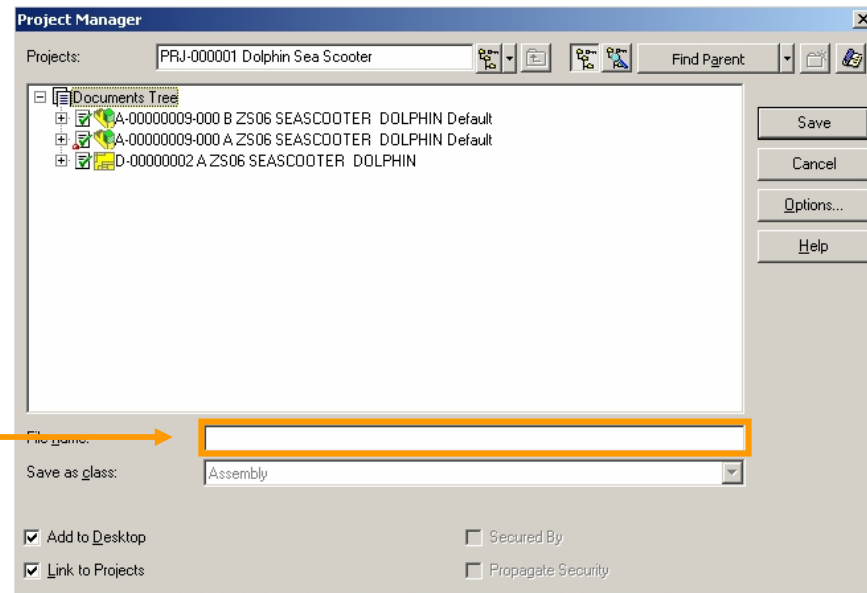 Project Manager
Projects: PRJ-000001 Dolphin Sea Scooter Find Parent
Documents Tree
A-00000009-000 B ZS06 SEASCOOTER DOLPHIN Default
A-00000009-000 A ZS06 SEASCOOTER DOLPHIN Default
D-00000002 A ZS06 SEASCOOTER DOLPHIN
Save
Cancel
Options...
Help
File name:
Save as class: Assembly
Add to Desktop Secured By
Link to Projects Propagate Security